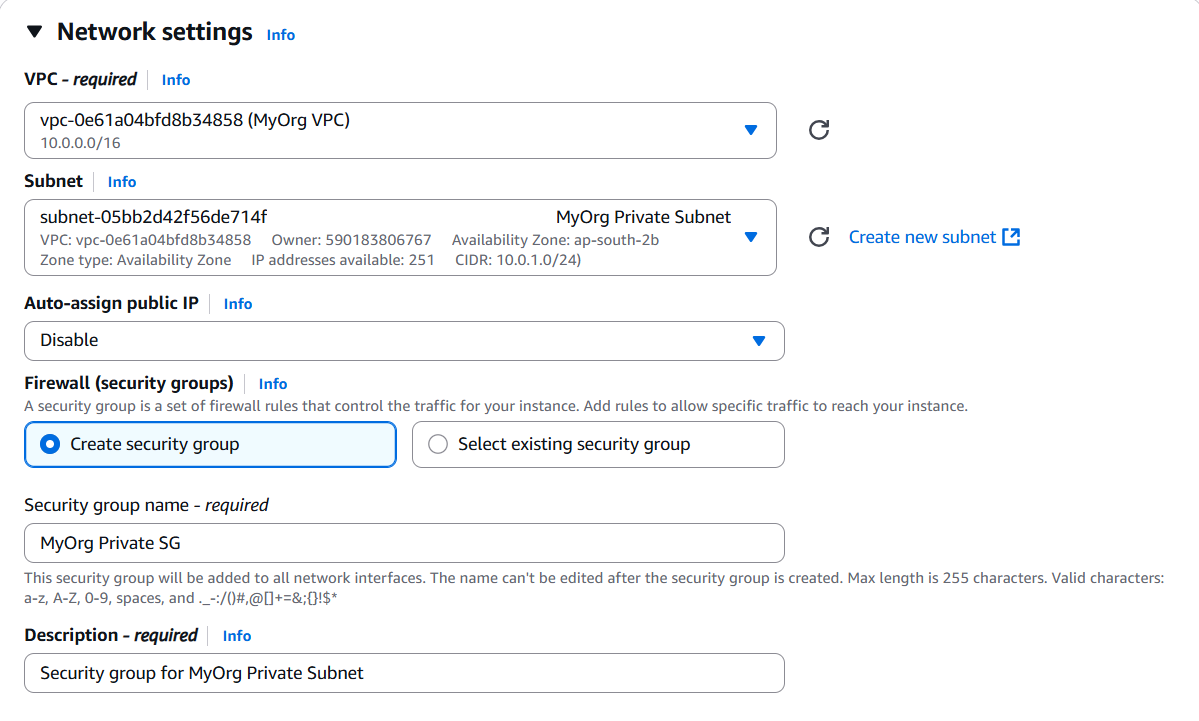 Network settings Info
VPC - required Info
vpc-0e61a04bfd8b34858 (MyOrg VPC)
10.0.0.0/16
Subnet Info
subnet-05bb2d42f56de714f MyOrg Private Subnet
VPC: vpc-0e61a04bfd8b34858 Owner: 590183806767 Availability Zone: ap-south-2b
Zone type: Availability Zone IP addresses available: 251 CIDR: 10.0.1.0/24)
Create new subnet
Auto-assign public IP Info
Disable
Firewall (security groups) Info
A security group is a set of firewall rules that control the traffic for your instance. Add rules to allow specific traffic to reach your instance.
Create security group Select existing security group
Security group name - required
MyOrg Private SG
This security group will be added to all network interfaces. The name can't be edited after the security group is created. Max length is 255 characters. Valid characters:
a-z, A-Z, 0-9, spaces, and ._-:/()#,@[]+=&;{}!$*
Description - required Info
Security group for MyOrg Private Subnet